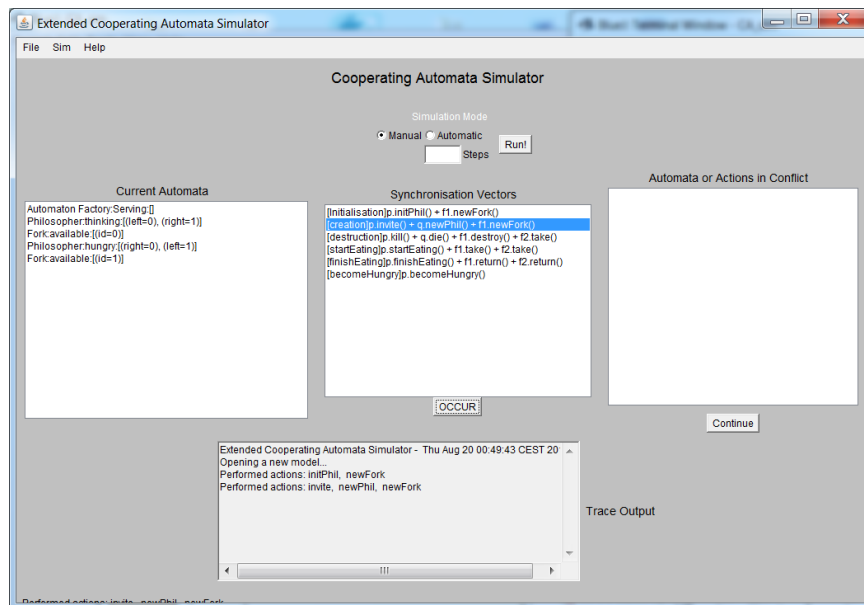 Extended Cooperating Automata Simulator
File Sim Help
Cooperating Automata Simulator
Simulation Mode
Manual Automatic
Steps
Run!
Current Automata
Automaton Factory:Serving:[]
Philosopher:thinking:[(left=0), (right=1)]
Fork:available:[(id=0)]
Philosopher:hungry:[(right=0), (left=1)]
Fork:available:[(id=1)]
Synchronisation Vectors
[Initialisation]p.initPhil() + f1.newFork()
[creation]p.invite() + q.newPhil() + f1.newFork()
[destruction]p.kill() + q.die() + f1.destroy() + f2.take()
[startEating]p.startEating() + f1.take() + f2.take()
[finishEating]p.finishEating() + f1.return() + f2.return()
[becomeHungry]p.becomeHungry()
OCCUR
Automata or Actions in Conflict
Continue
Extended Cooperating Automata Simulator - Thu Aug 20 00:49:43 CEST 20
Opening a new model...
Performed actions: initPhil, newFork
Performed actions: invite, newPhil, newFork
Trace Output
Performed actions: invite, newPhil, newFork